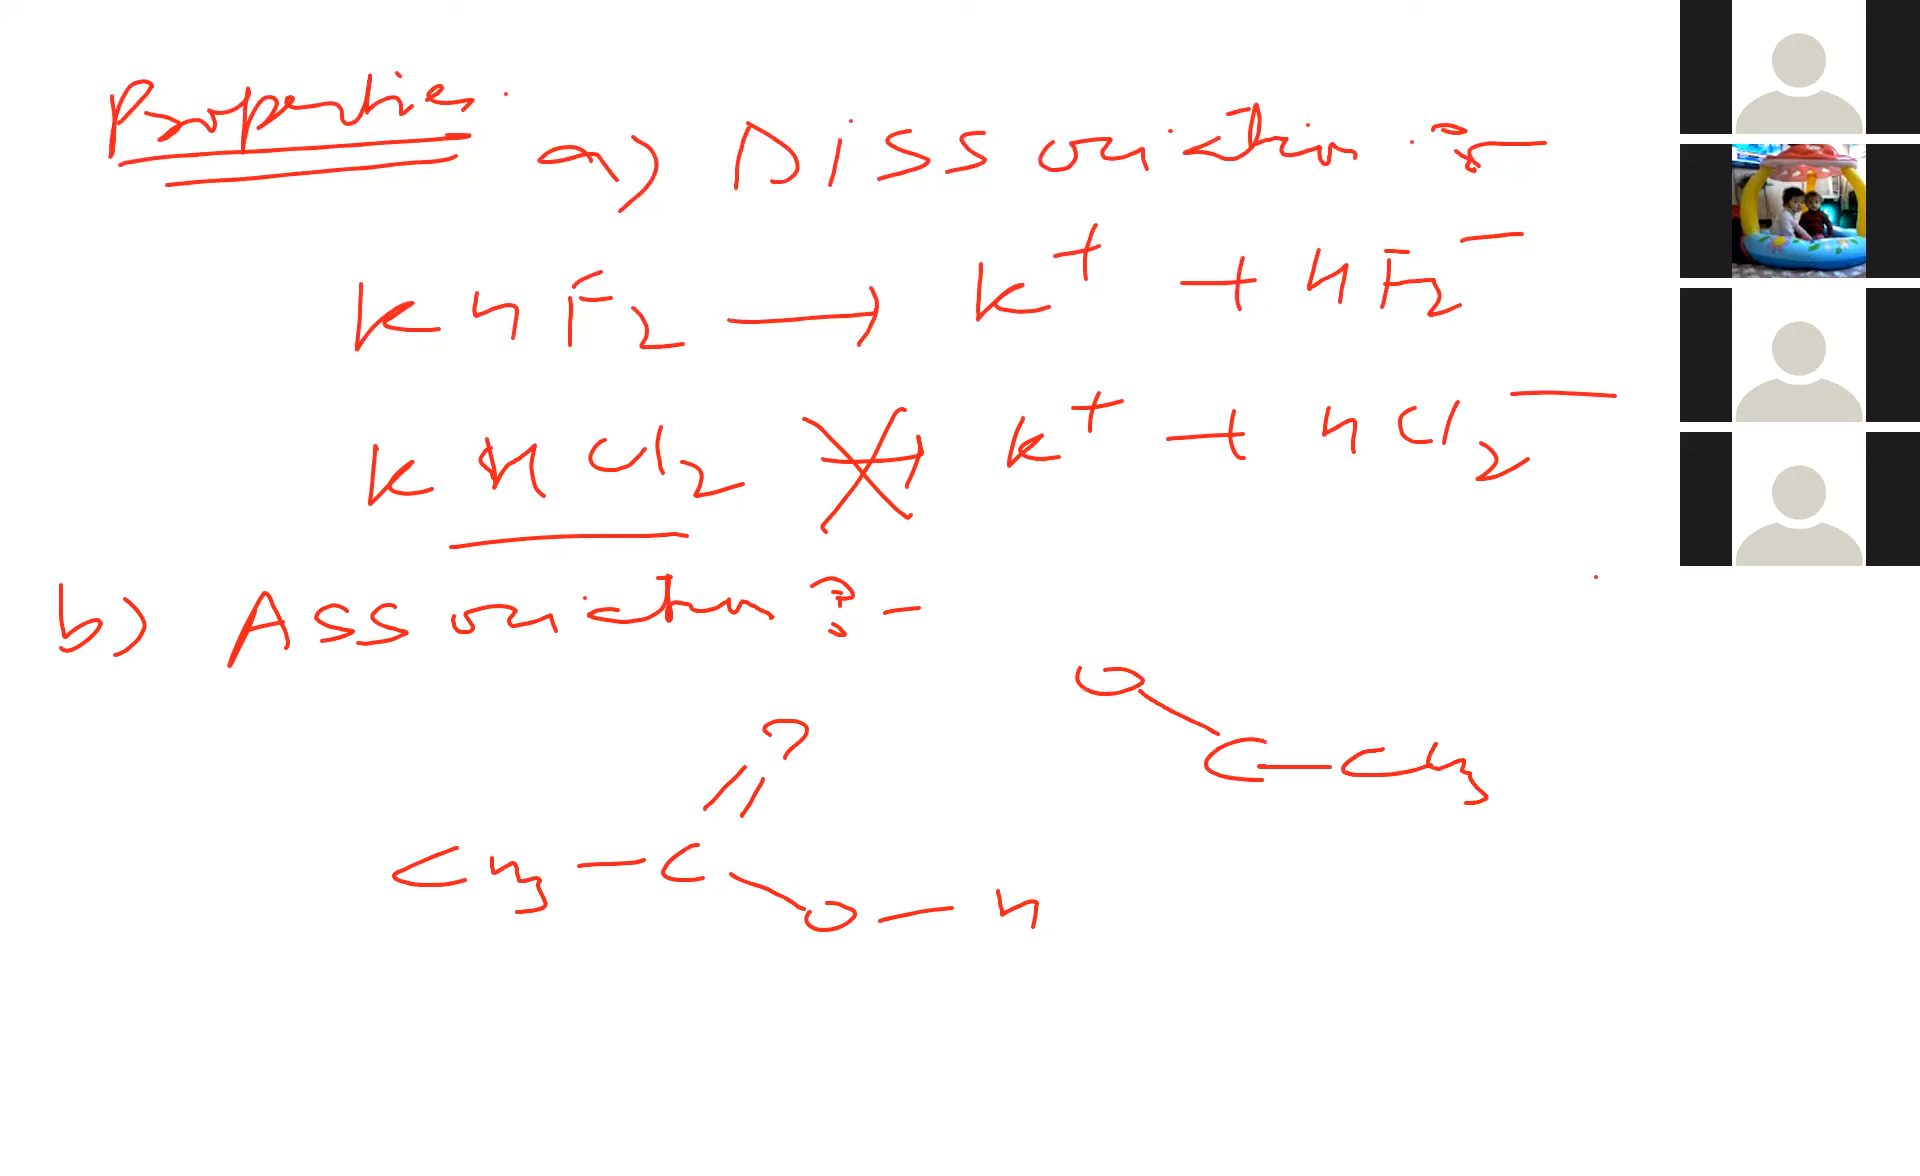 Properties. a) Dissociation :-
KHF2 → K+ + HF2-
KHCl2 → K+ + HCl2-
b) Association :-
O
C-CH3
O
CH3-C
O-H